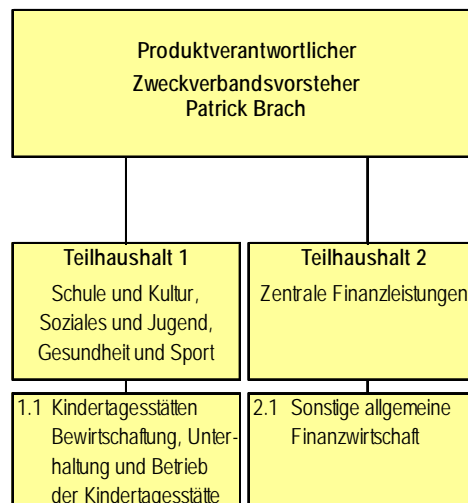 Produktverantwortlicher
Zweckverbandsvorsteher
Patrick Brach
Teilhaushalt 1
Schule und Kultur,
Soziales und Jugend,
Gesundheit und Sport
Teilhaushalt 2
Zentrale Finanzleistungen
1.1 Kindertagesstätten
Bewirtschaftung, Unter-
haltung und Betrieb
der Kindertagesstätte
2.1 Sonstige allgemeine
Finanzwirtschaft